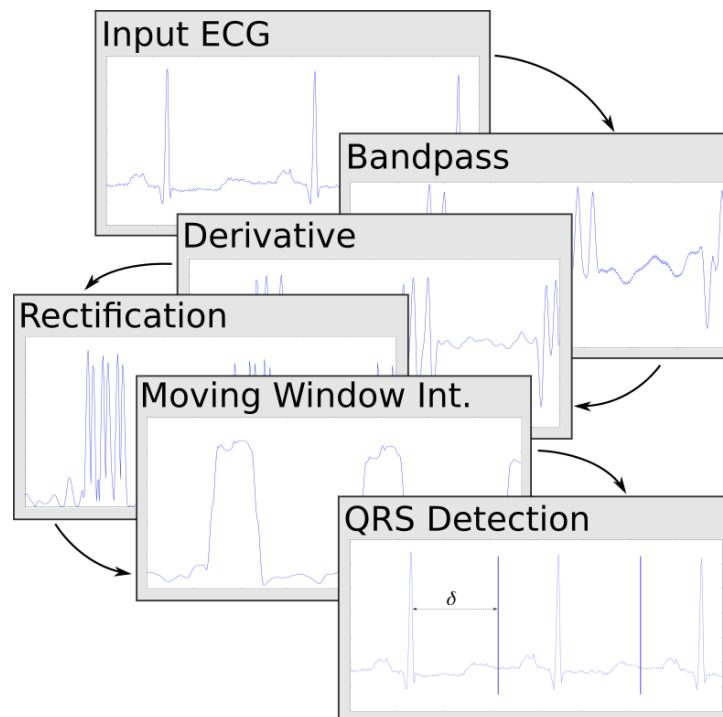 Input ECG
Bandpass
Derivative
Rectification
Moving Window Int.
QRS Detection
δ